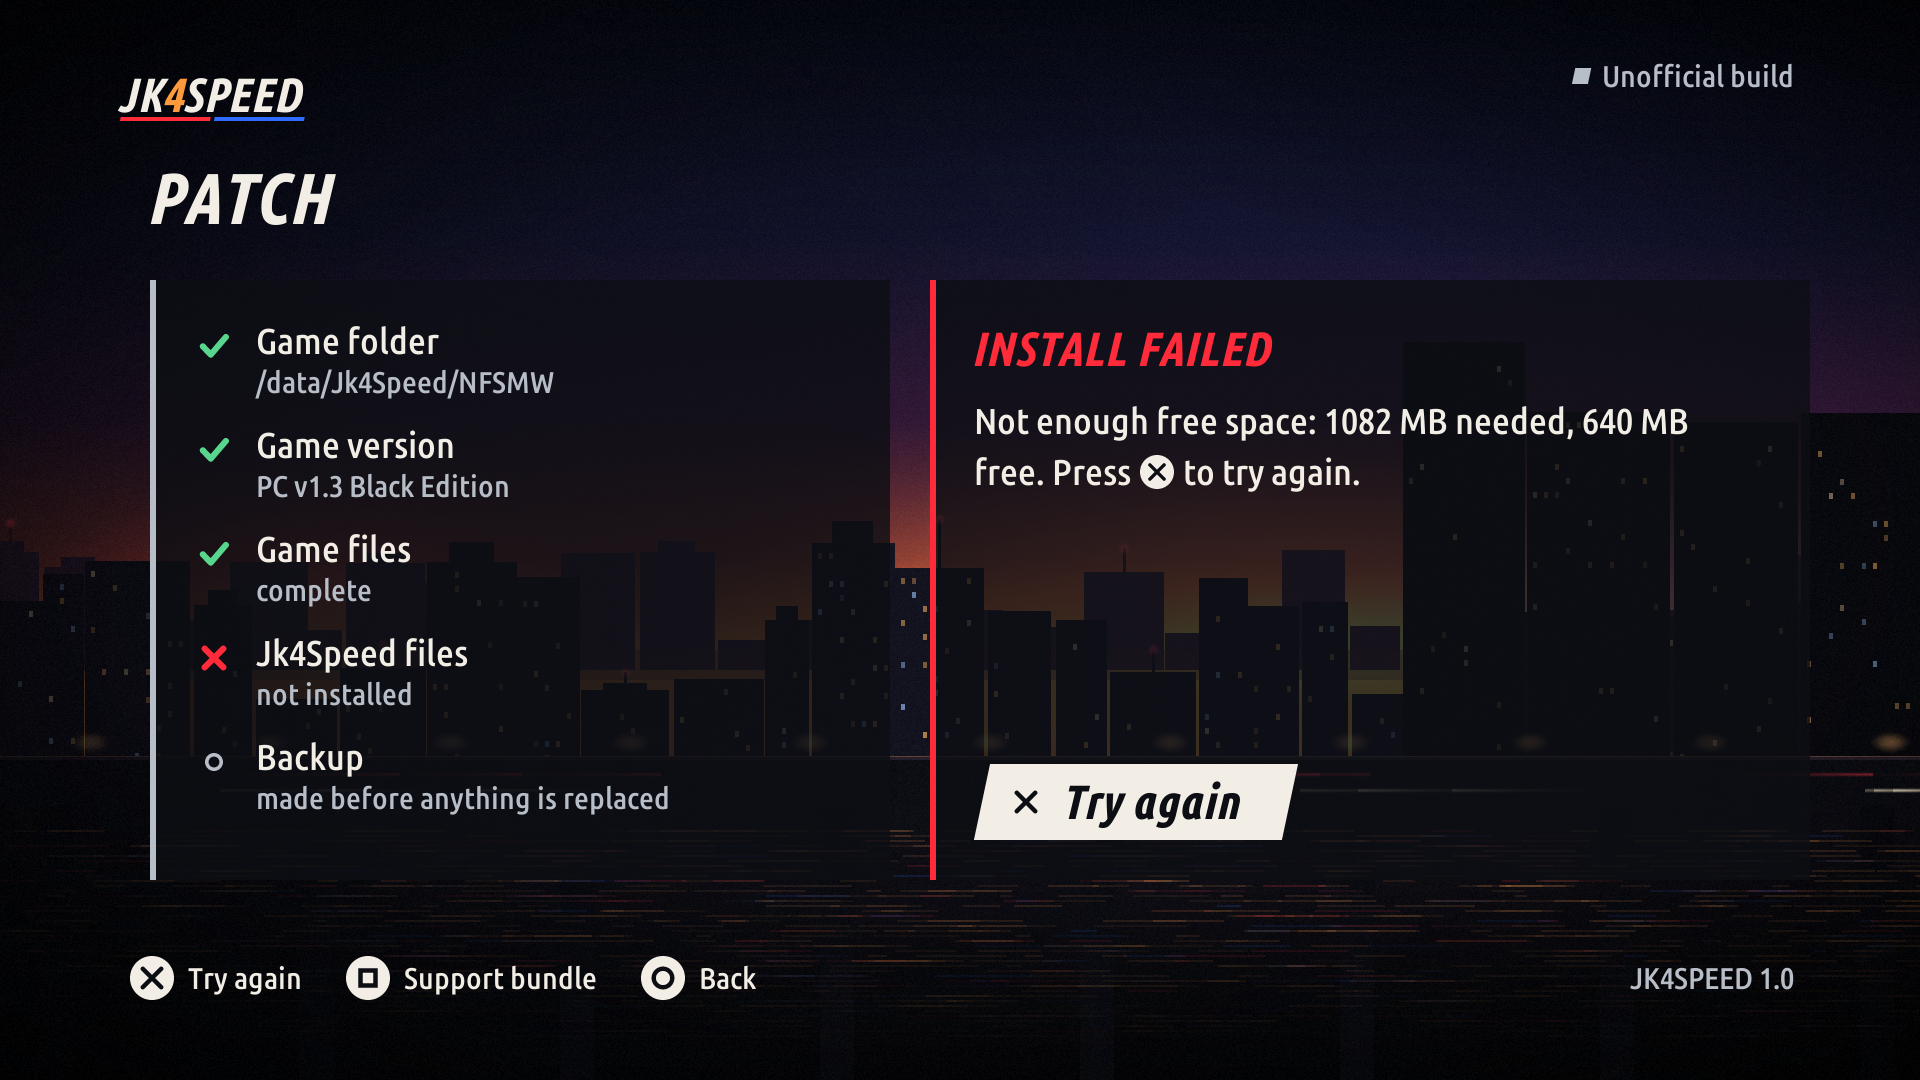 JK4SPEED
Unofficial build
PATCH
Game folder
/data/Jk4Speed/NFSMW
Game version
PC v1.3 Black Edition
Game files
complete
Jk4Speed files
not installed
Backup
made before anything is replaced
INSTALL FAILED
Not enough free space: 1082 MB needed, 640 MB
free. Press to try again.
Try again
Try again
Support bundle
Back
JK4SPEED 1.0